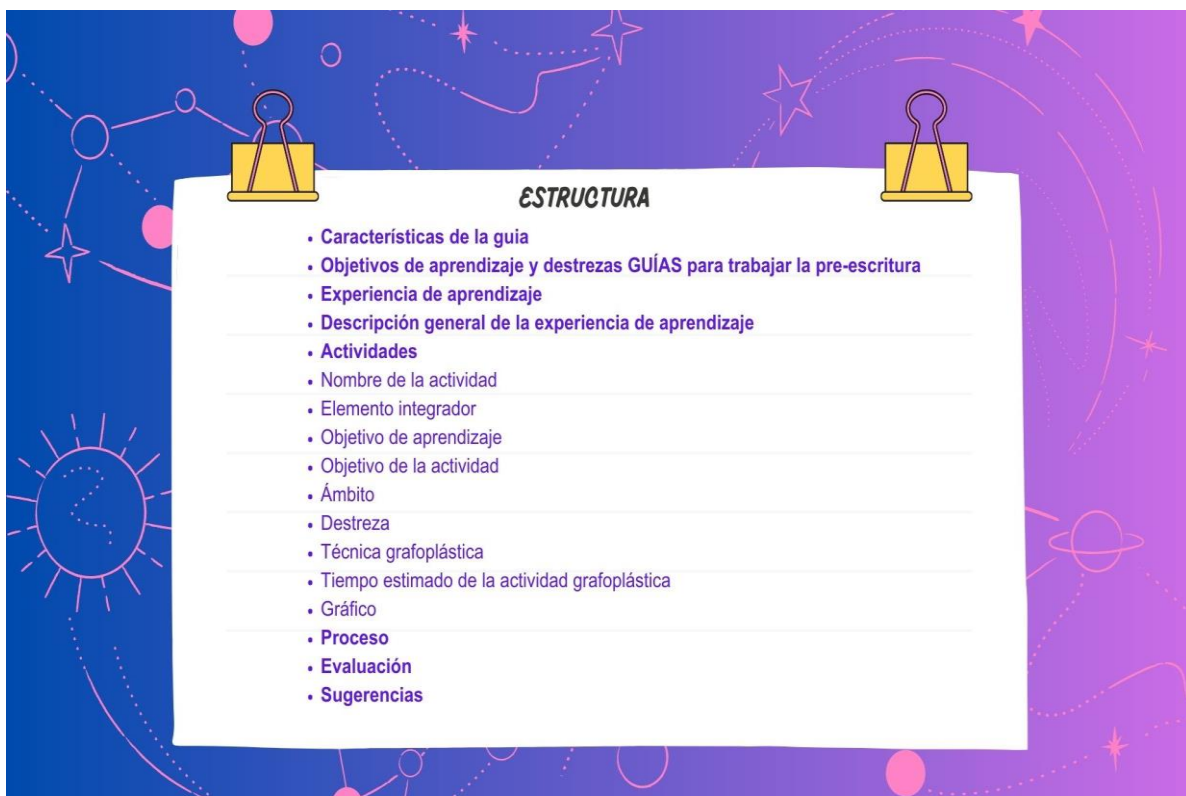 ESTRUCTURA
• Características de la guia
• Objetivos de aprendizaje y destrezas GUÍAS para trabajar la pre-escritura
• Experiencia de aprendizaje
• Descripción general de la experiencia de aprendizaje
• Actividades
• Nombre de la actividad
• Elemento integrador
• Objetivo de aprendizaje
• Objetivo de la actividad
• Ámbito
• Destreza
• Técnica grafoplástica
• Tiempo estimado de la actividad grafoplástica
• Gráfico
• Proceso
• Evaluación
• Sugerencias